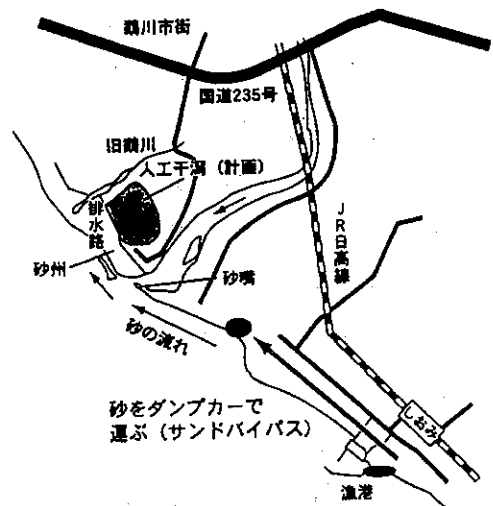 鵡川市街
国道235号
旧鵡川
人工干潟（計画）
排水路
JR日高線
砂州
砂嘴
砂の流れ
砂をダンプカーで
運ぶ（サンドバイパス）
しおみ
漁港